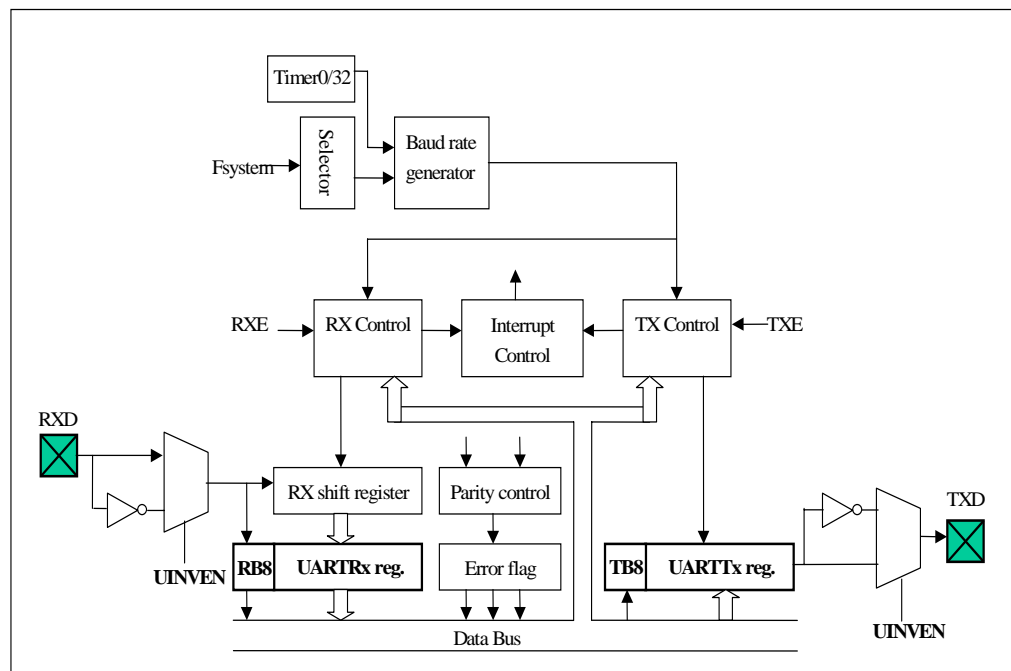 Timer0/32
Selector
Baud rate
generator
Fsystem
RXE
RX Control
Interrupt
Control
TX Control
TXE
RXD
RX shift register
Parity control
TXD
UINVEN
RB8
UARTRx reg.
Error flag
TB8
UARTTx reg.
UINVEN
Data Bus